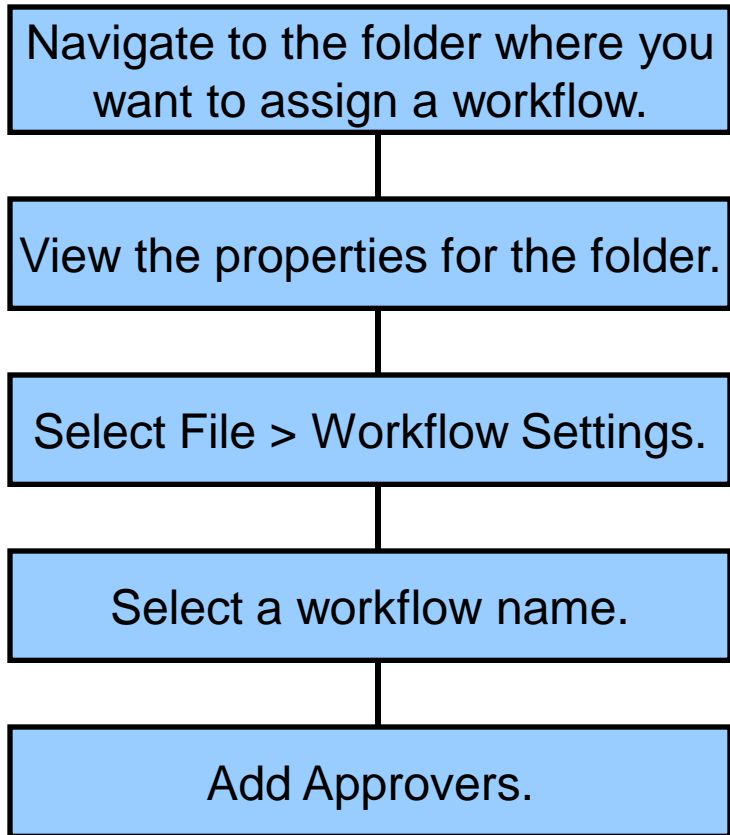 Navigate to the folder where you
want to assign a workflow.
View the properties for the folder.
Select File > Workflow Settings.
Select a workflow name.
Add Approvers.